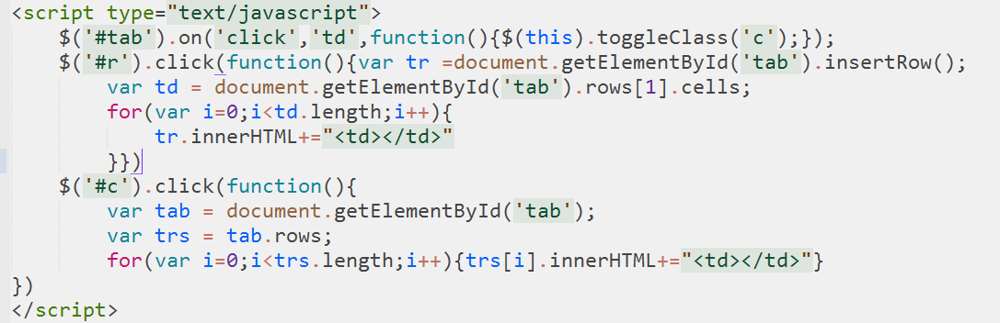 <script type="text/javascript">
    $('#tab').on('click','td',function(){$(this).toggleClass('c');});
    $('#r').click(function(){var tr =document.getElementById('tab').insertRow();
        var td = document.getElementById('tab').rows[1].cells;
        for(var i=0;i<td.length;i++){
            tr.innerHTML+="<td></td>"
        }})
    $('#c').click(function(){
        var tab = document.getElementById('tab');
        var trs = tab.rows;
        for(var i=0;i<trs.length;i++){trs[i].innerHTML+="<td></td>"}
})
</script>